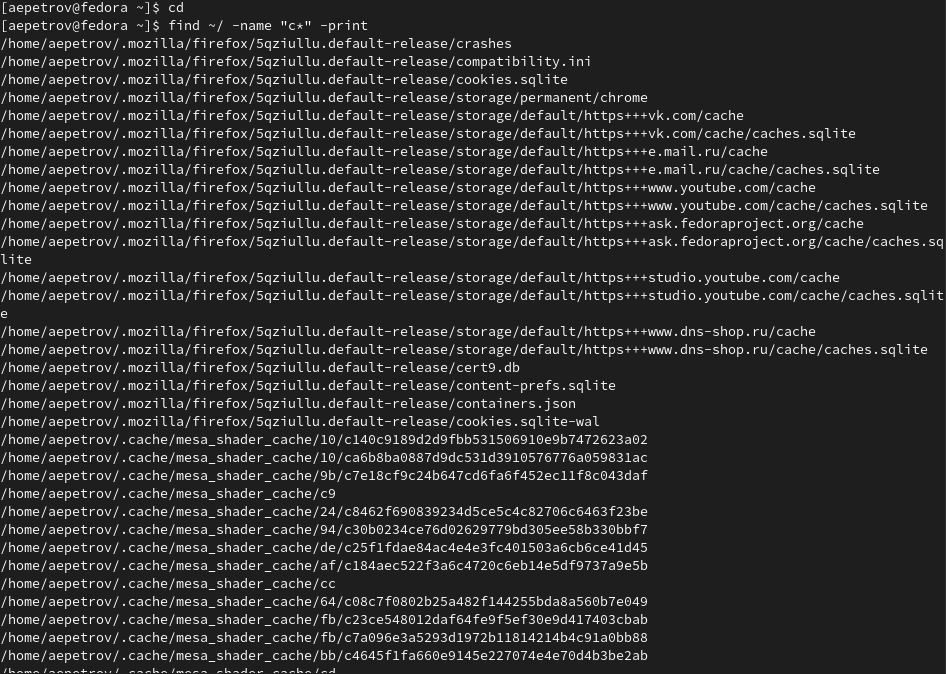 [aepetrov@fedora ~]$ cd
[aepetrov@fedora ~]$ find ~/ -name "c*" -print
/home/aepetrov/.mozilla/firefox/5qziullu.default-release/crashes
/home/aepetrov/.mozilla/firefox/5qziullu.default-release/compatibility.ini
/home/aepetrov/.mozilla/firefox/5qziullu.default-release/cookies.sqlite
/home/aepetrov/.mozilla/firefox/5qziullu.default-release/storage/permanent/chrome
/home/aepetrov/.mozilla/firefox/5qziullu.default-release/storage/default/https+++vk.com/cache
/home/aepetrov/.mozilla/firefox/5qziullu.default-release/storage/default/https+++vk.com/cache/caches.sqlite
/home/aepetrov/.mozilla/firefox/5qziullu.default-release/storage/default/https+++e.mail.ru/cache
/home/aepetrov/.mozilla/firefox/5qziullu.default-release/storage/default/https+++e.mail.ru/cache/caches.sqlite
/home/aepetrov/.mozilla/firefox/5qziullu.default-release/storage/default/https+++www.youtube.com/cache
/home/aepetrov/.mozilla/firefox/5qziullu.default-release/storage/default/https+++www.youtube.com/cache/caches.sqlite
/home/aepetrov/.mozilla/firefox/5qziullu.default-release/storage/default/https+++ask.fedoraproject.org/cache
/home/aepetrov/.mozilla/firefox/5qziullu.default-release/storage/default/https+++ask.fedoraproject.org/cache/caches.sq
lite
/home/aepetrov/.mozilla/firefox/5qziullu.default-release/storage/default/https+++studio.youtube.com/cache
/home/aepetrov/.mozilla/firefox/5qziullu.default-release/storage/default/https+++studio.youtube.com/cache/caches.sqlit
e
/home/aepetrov/.mozilla/firefox/5qziullu.default-release/storage/default/https+++www.dns-shop.ru/cache
/home/aepetrov/.mozilla/firefox/5qziullu.default-release/storage/default/https+++www.dns-shop.ru/cache/caches.sqlite
/home/aepetrov/.mozilla/firefox/5qziullu.default-release/cert9.db
/home/aepetrov/.mozilla/firefox/5qziullu.default-release/content-prefs.sqlite
/home/aepetrov/.mozilla/firefox/5qziullu.default-release/containers.json
/home/aepetrov/.mozilla/firefox/5qziullu.default-release/cookies.sqlite-wal
/home/aepetrov/.cache/mesa_shader_cache/10/c140c9189d2d9fbb531506910e9b7472623a02
/home/aepetrov/.cache/mesa_shader_cache/10/ca6b8ba0887d9dc531d3910576776a059831ac
/home/aepetrov/.cache/mesa_shader_cache/9b/c7e18cf9c24b647cd6fa6f452ec11f8c043daf
/home/aepetrov/.cache/mesa_shader_cache/c9
/home/aepetrov/.cache/mesa_shader_cache/24/c8462f690839234d5ce5c4c82706c6463f23be
/home/aepetrov/.cache/mesa_shader_cache/94/c30b0234ce76d02629779bd305ee58b330bbf7
/home/aepetrov/.cache/mesa_shader_cache/de/c25f1fdae84ac4e4e3fc401503a6cb6ce41d45
/home/aepetrov/.cache/mesa_shader_cache/af/c184aec522f3a6c4720c6eb14e5df9737a9e5b
/home/aepetrov/.cache/mesa_shader_cache/cc
/home/aepetrov/.cache/mesa_shader_cache/64/c08c7f0802b25a482f144255bda8a560b7e049
/home/aepetrov/.cache/mesa_shader_cache/fb/c23ce548012daf64fe9f5ef30e9d417403cbab
/home/aepetrov/.cache/mesa_shader_cache/fb/c7a096e3a5293d1972b11814214b4c91a0bb88
/home/aepetrov/.cache/mesa_shader_cache/bb/c4645f1fa660e9145e227074e4e70d4b3be2ab
/home/aepetrov/.cache/mesa_shader_cache/cd